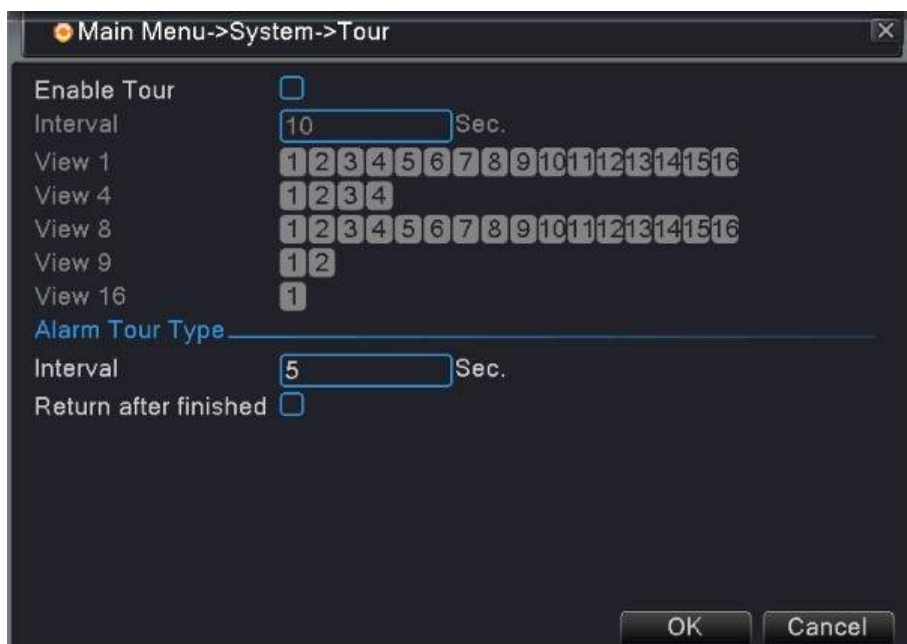 Main Menu->System->Tour
Enable Tour
Interval 10 Sec.
View 1 1 2 3 4 5 6 7 8 9 10 11 12 13 14 15 16
View 4 1 2 3 4
View 8 1 2 3 4 5 6 7 8 9 10 11 12 13 14 15 16
View 9 1 2
View 16 1
Alarm Tour Type
Interval 5 Sec.
Return after finished
OK Cancel